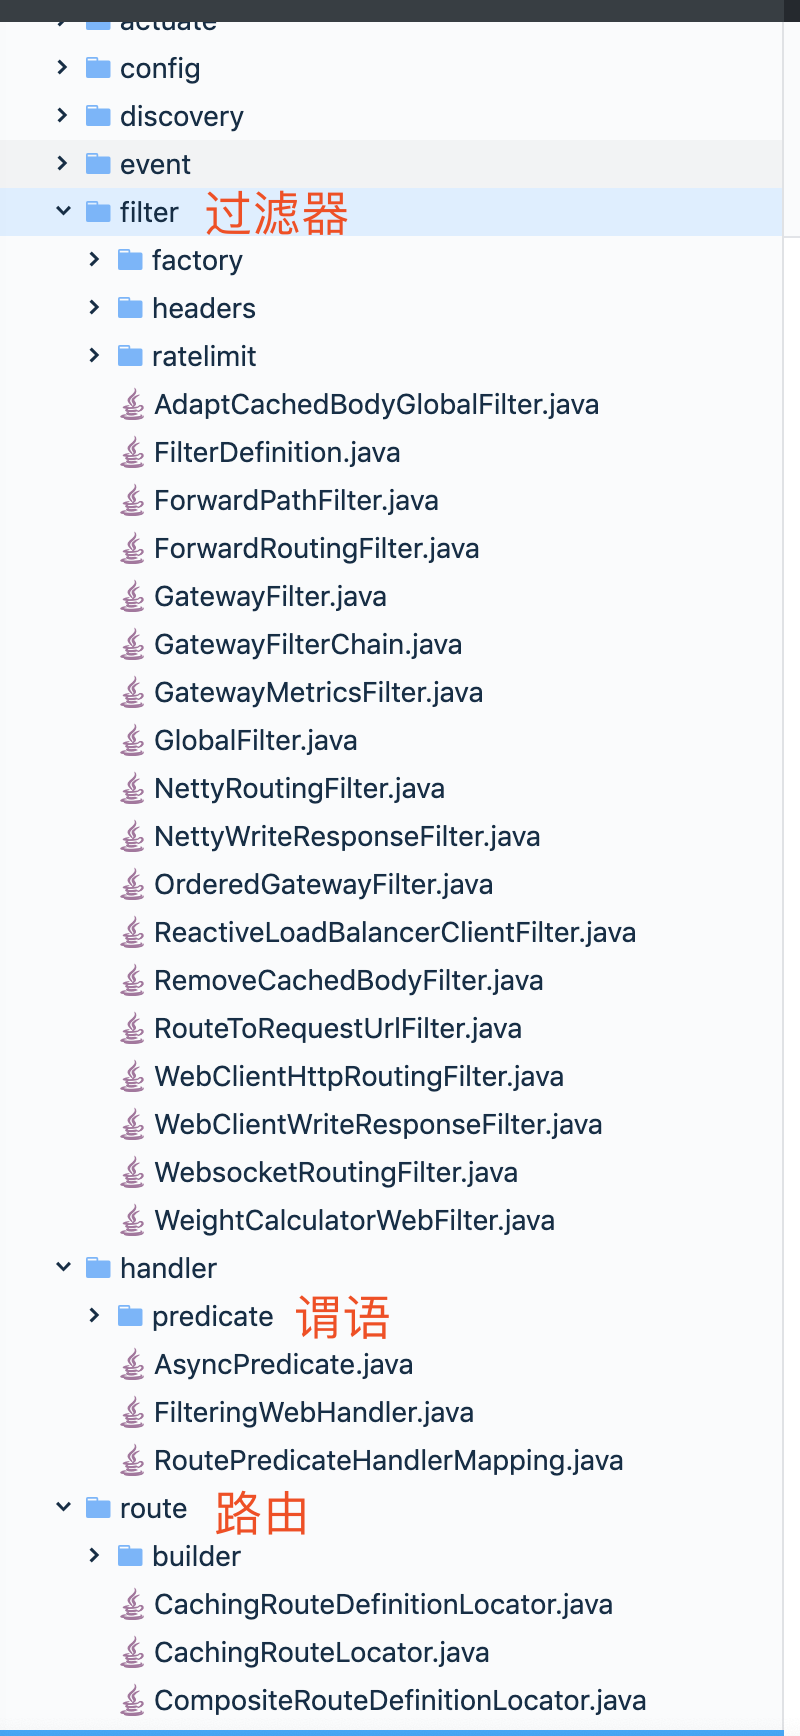 actuate
config
discovery
event
filter 过滤器
factory
headers
ratelimit
AdaptCachedBodyGlobalFilter.java
FilterDefinition.java
ForwardPathFilter.java
ForwardRoutingFilter.java
GatewayFilter.java
GatewayFilterChain.java
GatewayMetricsFilter.java
GlobalFilter.java
NettyRoutingFilter.java
NettyWriteResponseFilter.java
OrderedGatewayFilter.java
ReactiveLoadBalancerClientFilter.java
RemoveCachedBodyFilter.java
RouteToRequestUrlFilter.java
WebClientHttpRoutingFilter.java
WebClientWriteResponseFilter.java
WebsocketRoutingFilter.java
WeightCalculatorWebFilter.java
handler
predicate 谓语
AsyncPredicate.java
FilteringWebHandler.java
RoutePredicateHandlerMapping.java
route 路由
builder
CachingRouteDefinitionLocator.java
CachingRouteLocator.java
CompositeRouteDefinitionLocator.java